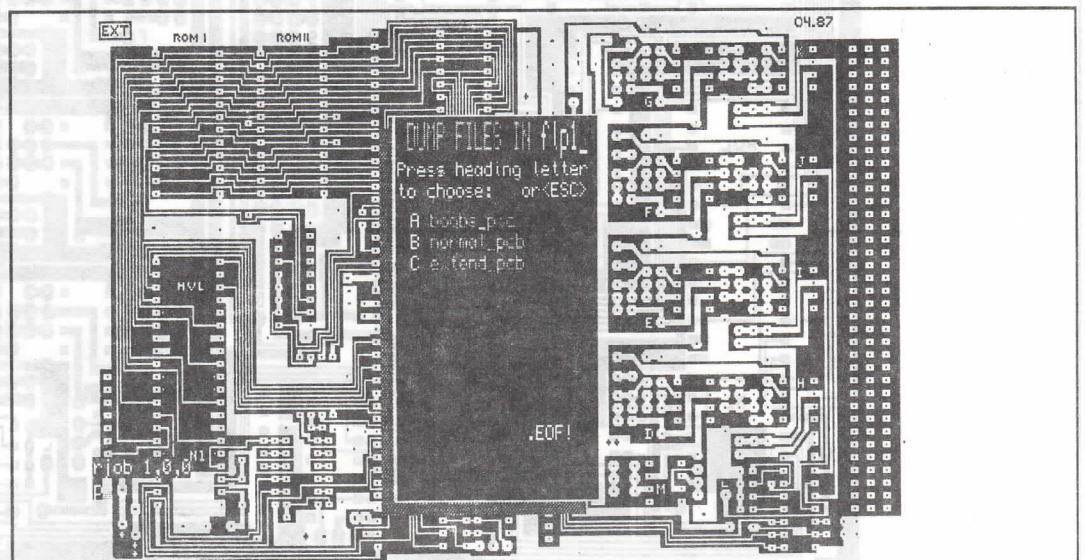 EXT
ROM I ROM II
04.87
K
G
DUMP FILES IN flp1_
Press heading letter
to choose: or<ESC>
J
F
A boobs_pic
B normal_pcb
C extend_pcb
I
HVL
E
H
D
.EOF!
N1
rjob 1,0,0
M
L